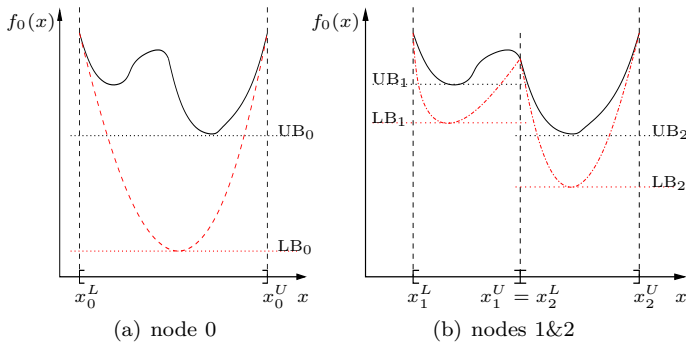 f₀(x)
UB₀
LB₀
x₀ᴸ
x₀ᵁ
x
(a) node 0
f₀(x)
UB₁
LB₁
UB₂
LB₂
x₁ᴸ
x₁ᵁ = x₂ᴸ
x₂ᵁ
x
(b) nodes 1&2